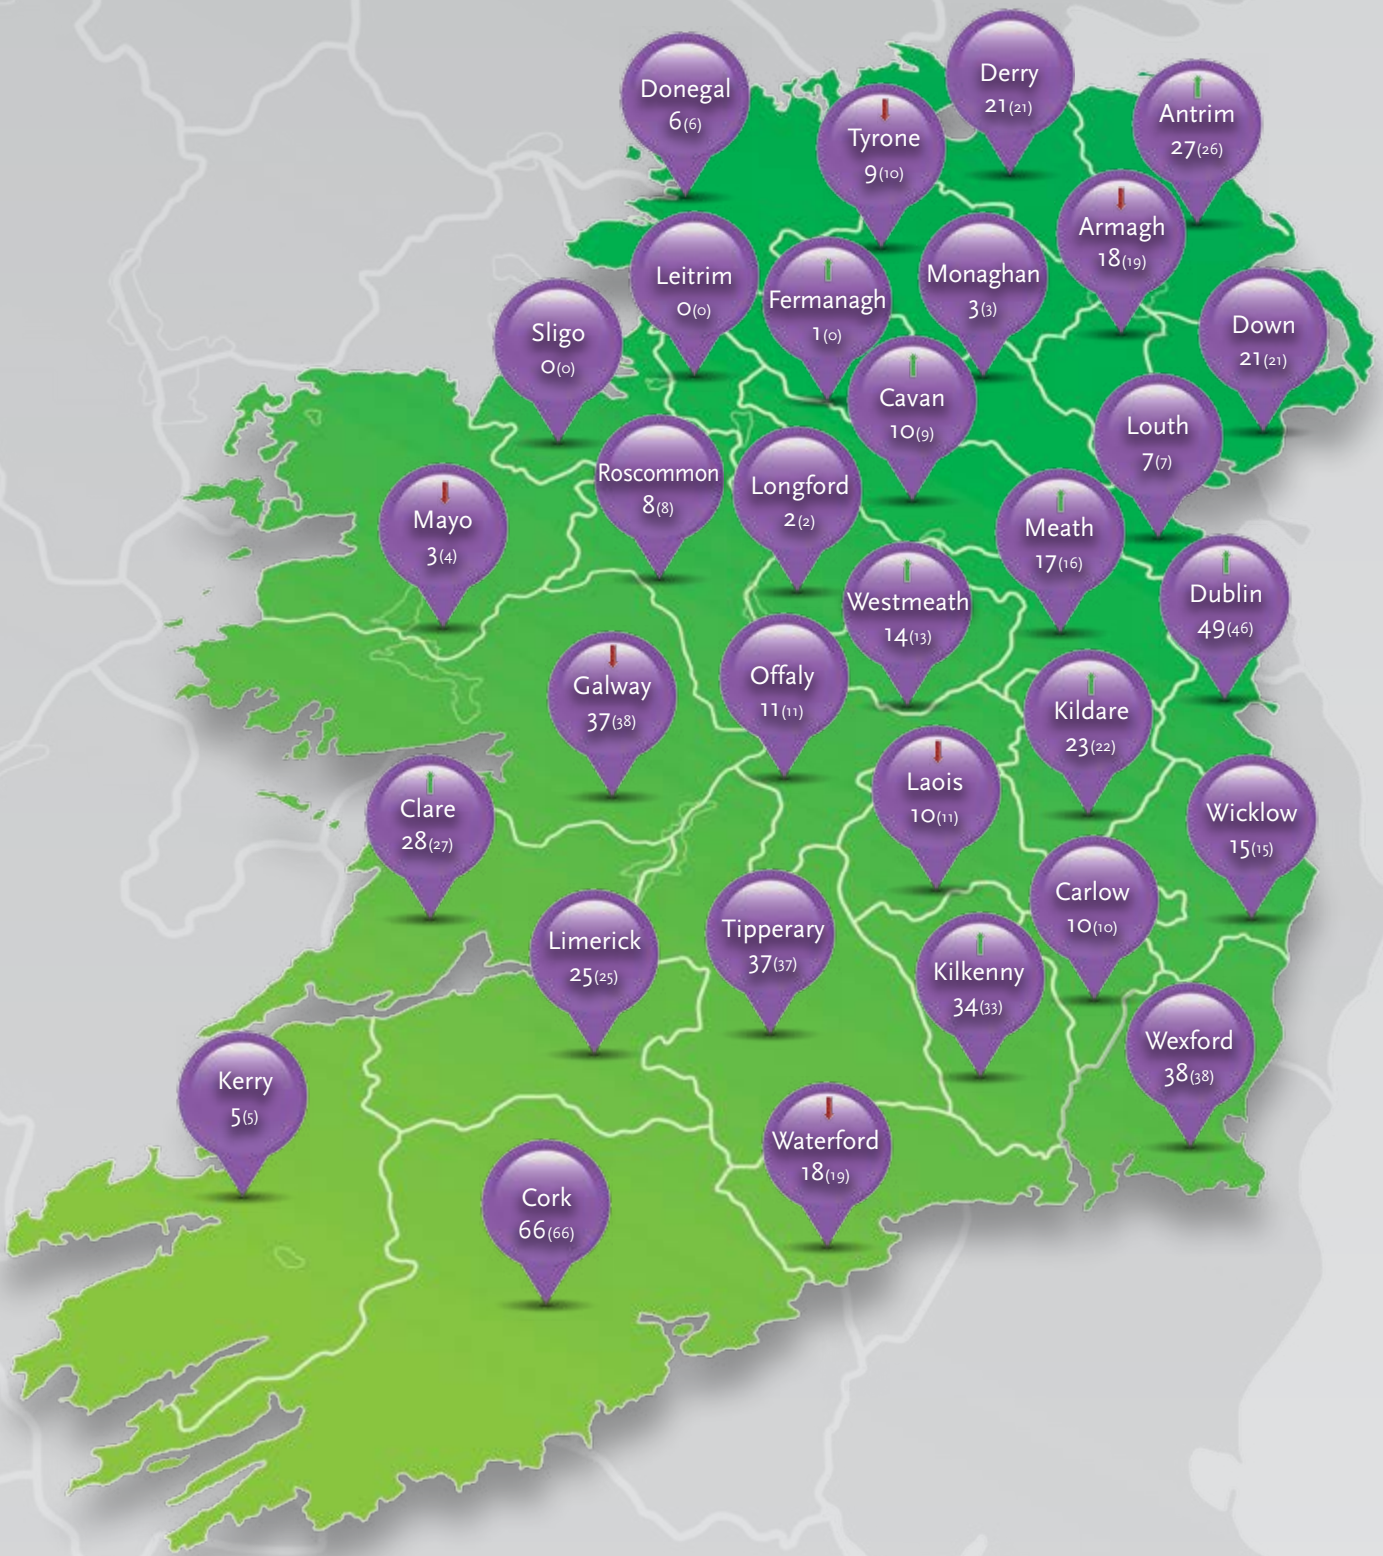 Donegal
6(6)
Derry
21(21)
Antrim
27(26)
Tyrone
9(10)
Armagh
18(19)
Leitrim
0(0)
Fermanagh
1(0)
Monaghan
3(3)
Down
21(21)
Sligo
0(0)
Cavan
10(9)
Louth
7(7)
Roscommon
8(8)
Longford
2(2)
Mayo
3(4)
Meath
17(16)
Westmeath
14(13)
Dublin
49(46)
Galway
37(38)
Offaly
11(11)
Kildare
23(22)
Clare
28(27)
Laois
10(11)
Wicklow
15(15)
Carlow
10(10)
Limerick
25(25)
Tipperary
37(37)
Kilkenny
34(33)
Wexford
38(38)
Kerry
5(5)
Waterford
18(19)
Cork
66(66)